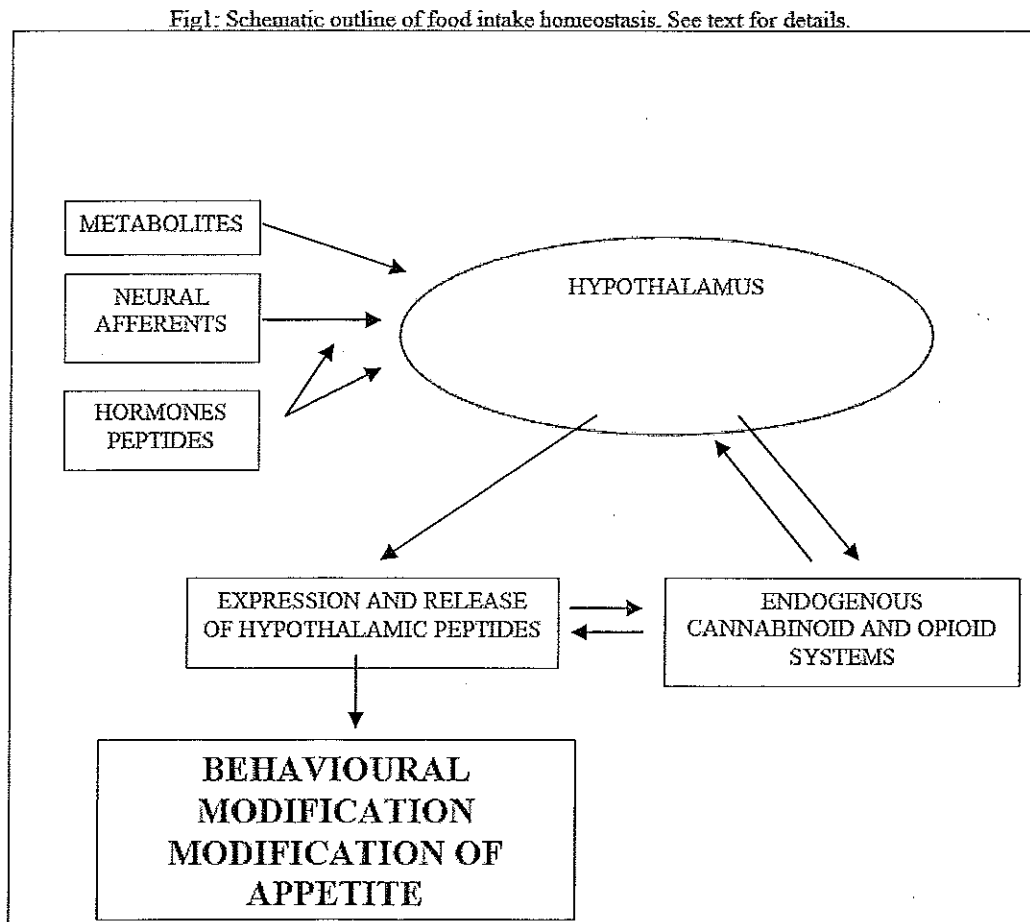 Fig1: Schematic outline of food intake homeostasis. See text for details.
METABOLITES
NEURAL
AFFERENTS
HORMONES
PEPTIDES
HYPOTHALAMUS
EXPRESSION AND RELEASE
OF HYPOTHALAMIC PEPTIDES
ENDOGENOUS
CANNABINOID AND OPIOID
SYSTEMS
BEHAVIOURAL
MODIFICATION
MODIFICATION OF
APPETITE